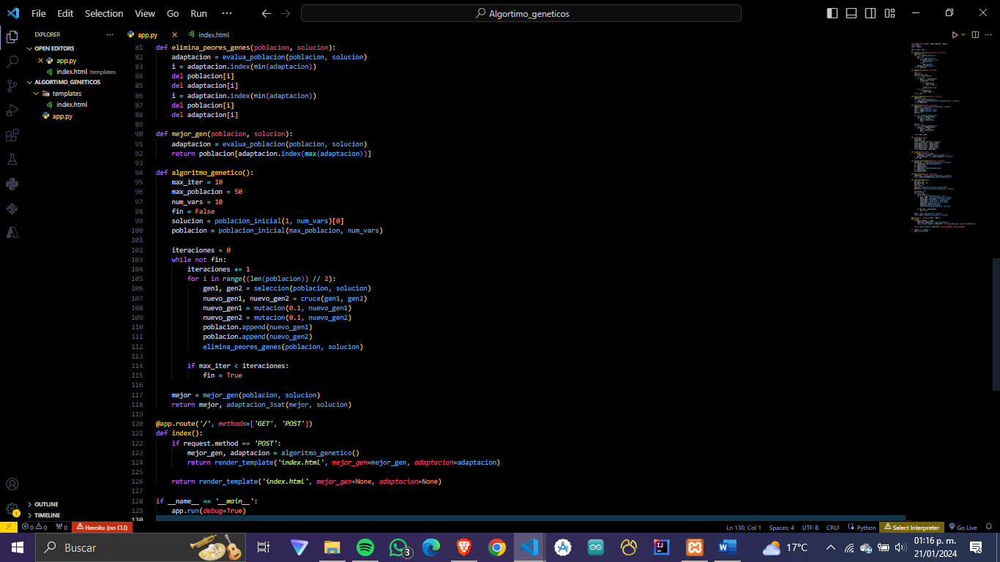 File Edit Selection View Go Run ··· Algortimo_geneticos
EXPLORER ···
OPEN EDITORS
app.py
index.html templates
ALGORTIMO_GENETICOS
templates
index.html
app.py
OUTLINE
TIMELINE
app.py index.html
81 def elimina_peores_genes(poblacion, solucion):
82 adaptacion = evalua_poblacion(poblacion, solucion)
83 i = adaptacion.index(min(adaptacion))
84 del poblacion[i]
85 del adaptacion[i]
86 i = adaptacion.index(min(adaptacion))
87 del poblacion[i]
88 del adaptacion[i]
89
90 def mejor_gen(poblacion, solucion):
91 adaptacion = evalua_poblacion(poblacion, solucion)
92 return poblacion[adaptacion.index(max(adaptacion))]
93
94 def algoritmo_genetico():
95 max_iter = 10
96 max_poblacion = 50
97 num_vars = 10
98 fin = False
99 solucion = poblacion_inicial(1, num_vars)[0]
100 poblacion = poblacion_inicial(max_poblacion, num_vars)
101
102 iteraciones = 0
103 while not fin:
104 iteraciones += 1
105 for i in range((len(poblacion)) // 2):
106 gen1, gen2 = seleccion(poblacion, solucion)
107 nuevo_gen1, nuevo_gen2 = cruce(gen1, gen2)
108 nuevo_gen1 = mutacion(0.1, nuevo_gen1)
109 nuevo_gen2 = mutacion(0.1, nuevo_gen2)
110 poblacion.append(nuevo_gen1)
111 poblacion.append(nuevo_gen2)
112 elimina_peores_genes(poblacion, solucion)
113
114 if max_iter < iteraciones:
115 fin = True
116
117 mejor = mejor_gen(poblacion, solucion)
118 return mejor, adaptacion_3sat(mejor, solucion)
119
120 @app.route('/', methods=['GET', 'POST'])
121 def index():
122 if request.method == 'POST':
123 mejor_gen, adaptacion = algoritmo_genetico()
124 return render_template('index.html', mejor_gen=mejor_gen, adaptacion=adaptacion)
125
126 return render_template('index.html', mejor_gen=None, adaptacion=None)
127
128 if __name__ == '__main__':
129 app.run(debug=True)
130
1
0 0 0 Heroku (no CLI) Ln 130, Col 1 Spaces: 4 UTF-8 CRLF Python Select Interpreter Go Live
Buscar 3 17°C 01:16 p. m.
21/01/2024